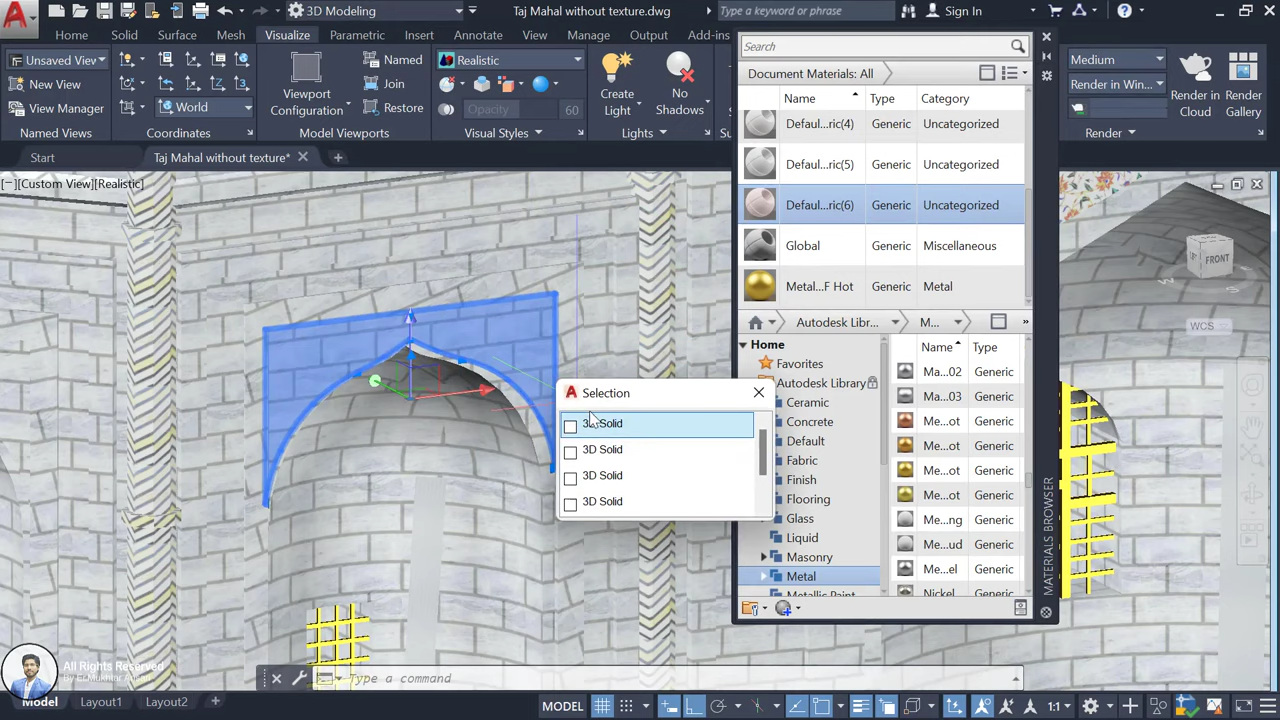 3D Modeling
Taj Mahal without texture.dwg
Type a keyword or phrase
Sign In
Home Solid Surface Mesh Visualize Parametric Insert Annotate View Manage Output Add-ins
Unsaved View
New View
View Manager
Named Views
World
Coordinates
Viewport
Configuration
Named
Join
Restore
Model Viewports
Realistic
Opacity 60
Visual Styles
Create
Light
No
Shadows
Lights
Medium
Render in Win...
Render
Render in
Cloud
Render
Gallery
Start
Taj Mahal without texture*
[−][Custom View][Realistic]
Search
Document Materials: All
Name Type Category
Defaul...ric(4) Generic Uncategorized
Defaul...ric(5) Generic Uncategorized
Defaul...ric(6) Generic Uncategorized
Global Generic Miscellaneous
Metal...F Hot Generic Metal
Autodesk Libr...
M...
»
Home
Favorites
Autodesk Library
Ceramic
Concrete
Default
Fabric
Finish
Flooring
Glass
Liquid
Masonry
Metal
Metallic Paint
Name Type
Ma...02 Generic
Ma...03 Generic
Me...ot Generic
Me...ot Generic
Me...ot Generic
Me...ot Generic
Me...ng Generic
Me...ud Generic
Me...el Generic
Nickel Generic
MATERIALS BROWSER
FRONT
W
S
WCS
Selection
3D Solid
3D Solid
3D Solid
3D Solid
All Rights Reserved
By Er.Mukhtar Ansari
Type a command
Model Layout1 Layout2 +
MODEL
1:1